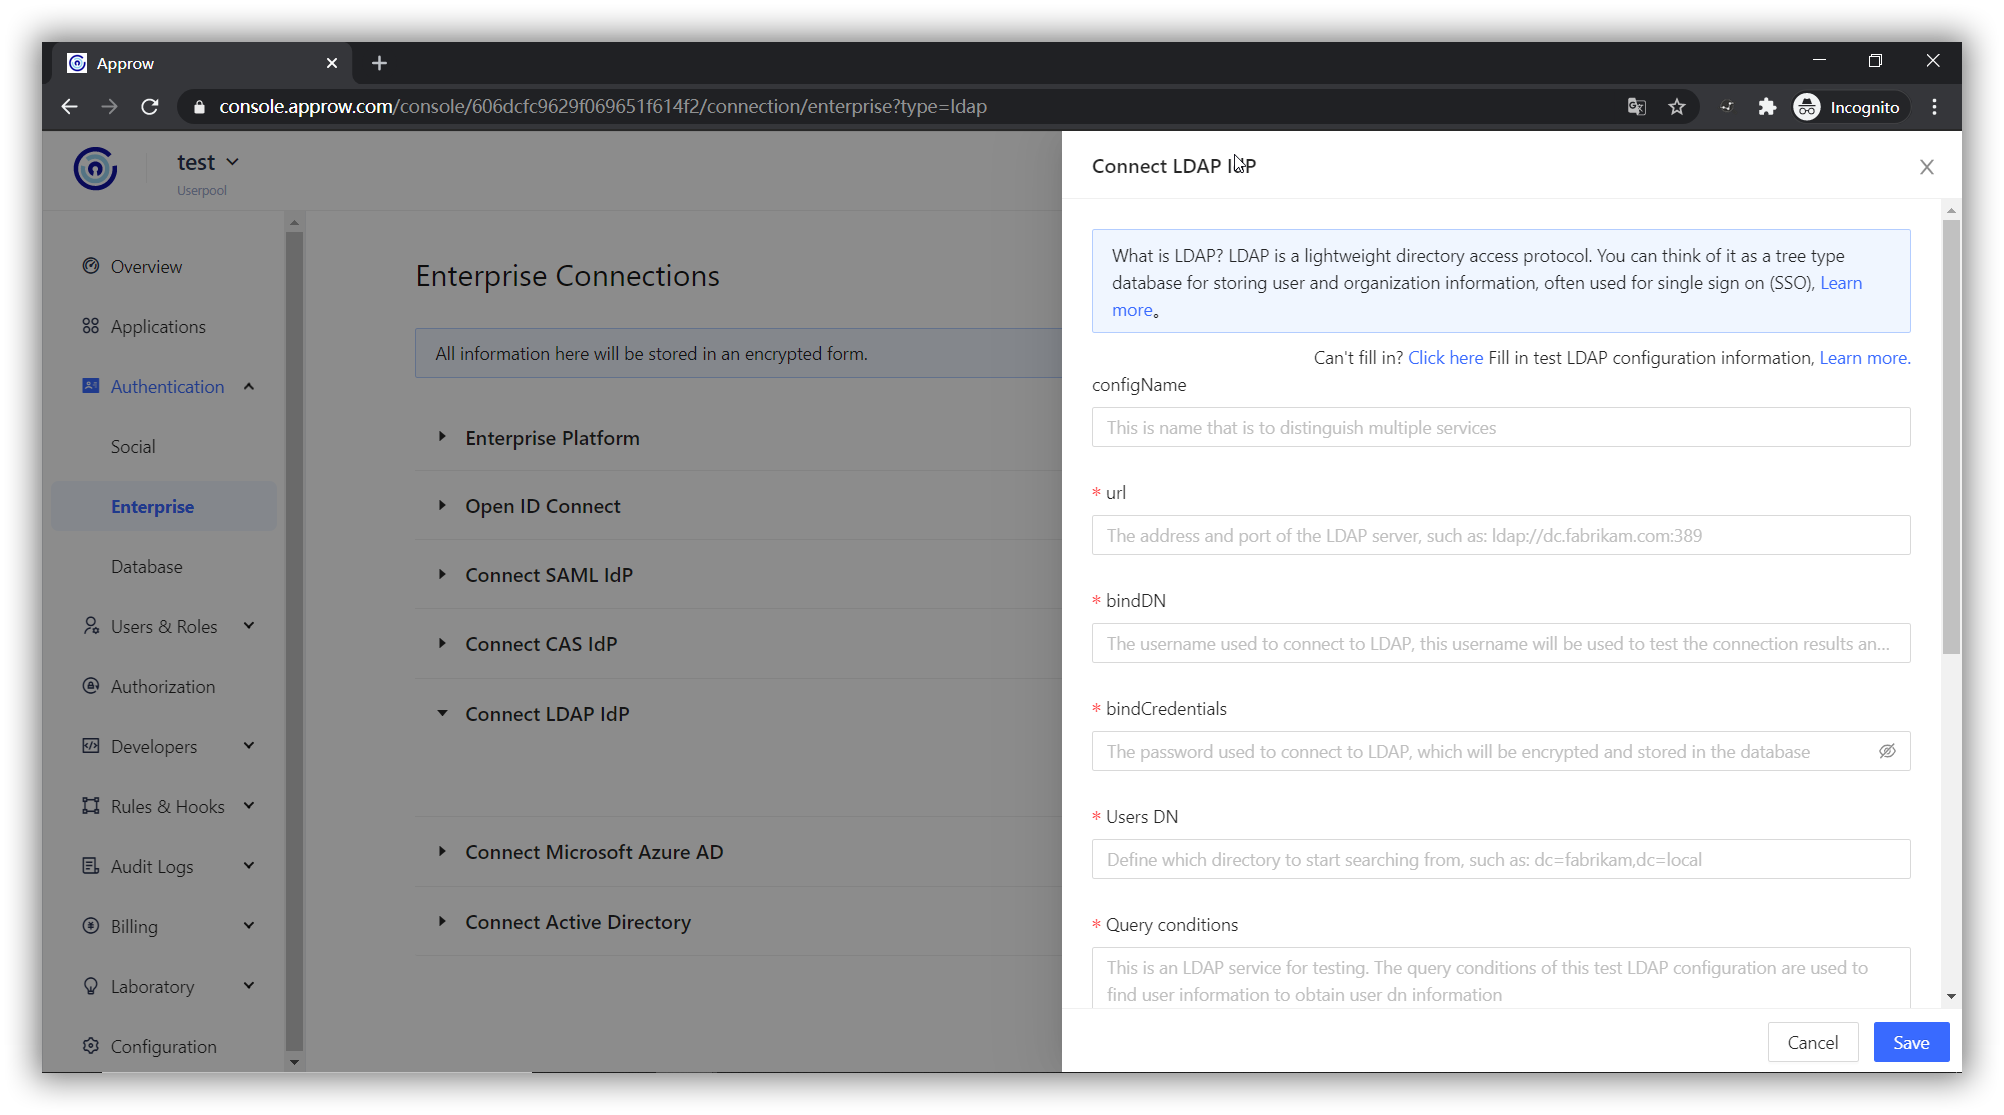 Approw
console.approw.com/console/606dcfc9629f069651f614f2/connection/enterprise?type=ldap
Incognito
test
Userpool
Overview
Applications
Authentication
Social
Enterprise
Database
Users & Roles
Authorization
Developers
Rules & Hooks
Audit Logs
Billing
Laboratory
Configuration
Enterprise Connections
All information here will be stored in an encrypted form.
Enterprise Platform
Open ID Connect
Connect SAML IdP
Connect CAS IdP
Connect LDAP IdP
Connect Microsoft Azure AD
Connect Active Directory
Connect LDAP IdP
What is LDAP? LDAP is a lightweight directory access protocol. You can think of it as a tree type
database for storing user and organization information, often used for single sign on (SSO), Learn
more。
Can't fill in? Click here Fill in test LDAP configuration information, Learn more.
configName
This is name that is to distinguish multiple services
* url
The address and port of the LDAP server, such as: ldap://dc.fabrikam.com:389
* bindDN
The username used to connect to LDAP, this username will be used to test the connection results an...
* bindCredentials
The password used to connect to LDAP, which will be encrypted and stored in the database
* Users DN
Define which directory to start searching from, such as: dc=fabrikam,dc=local
* Query conditions
This is an LDAP service for testing. The query conditions of this test LDAP configuration are used to
find user information to obtain user dn information
Cancel
Save